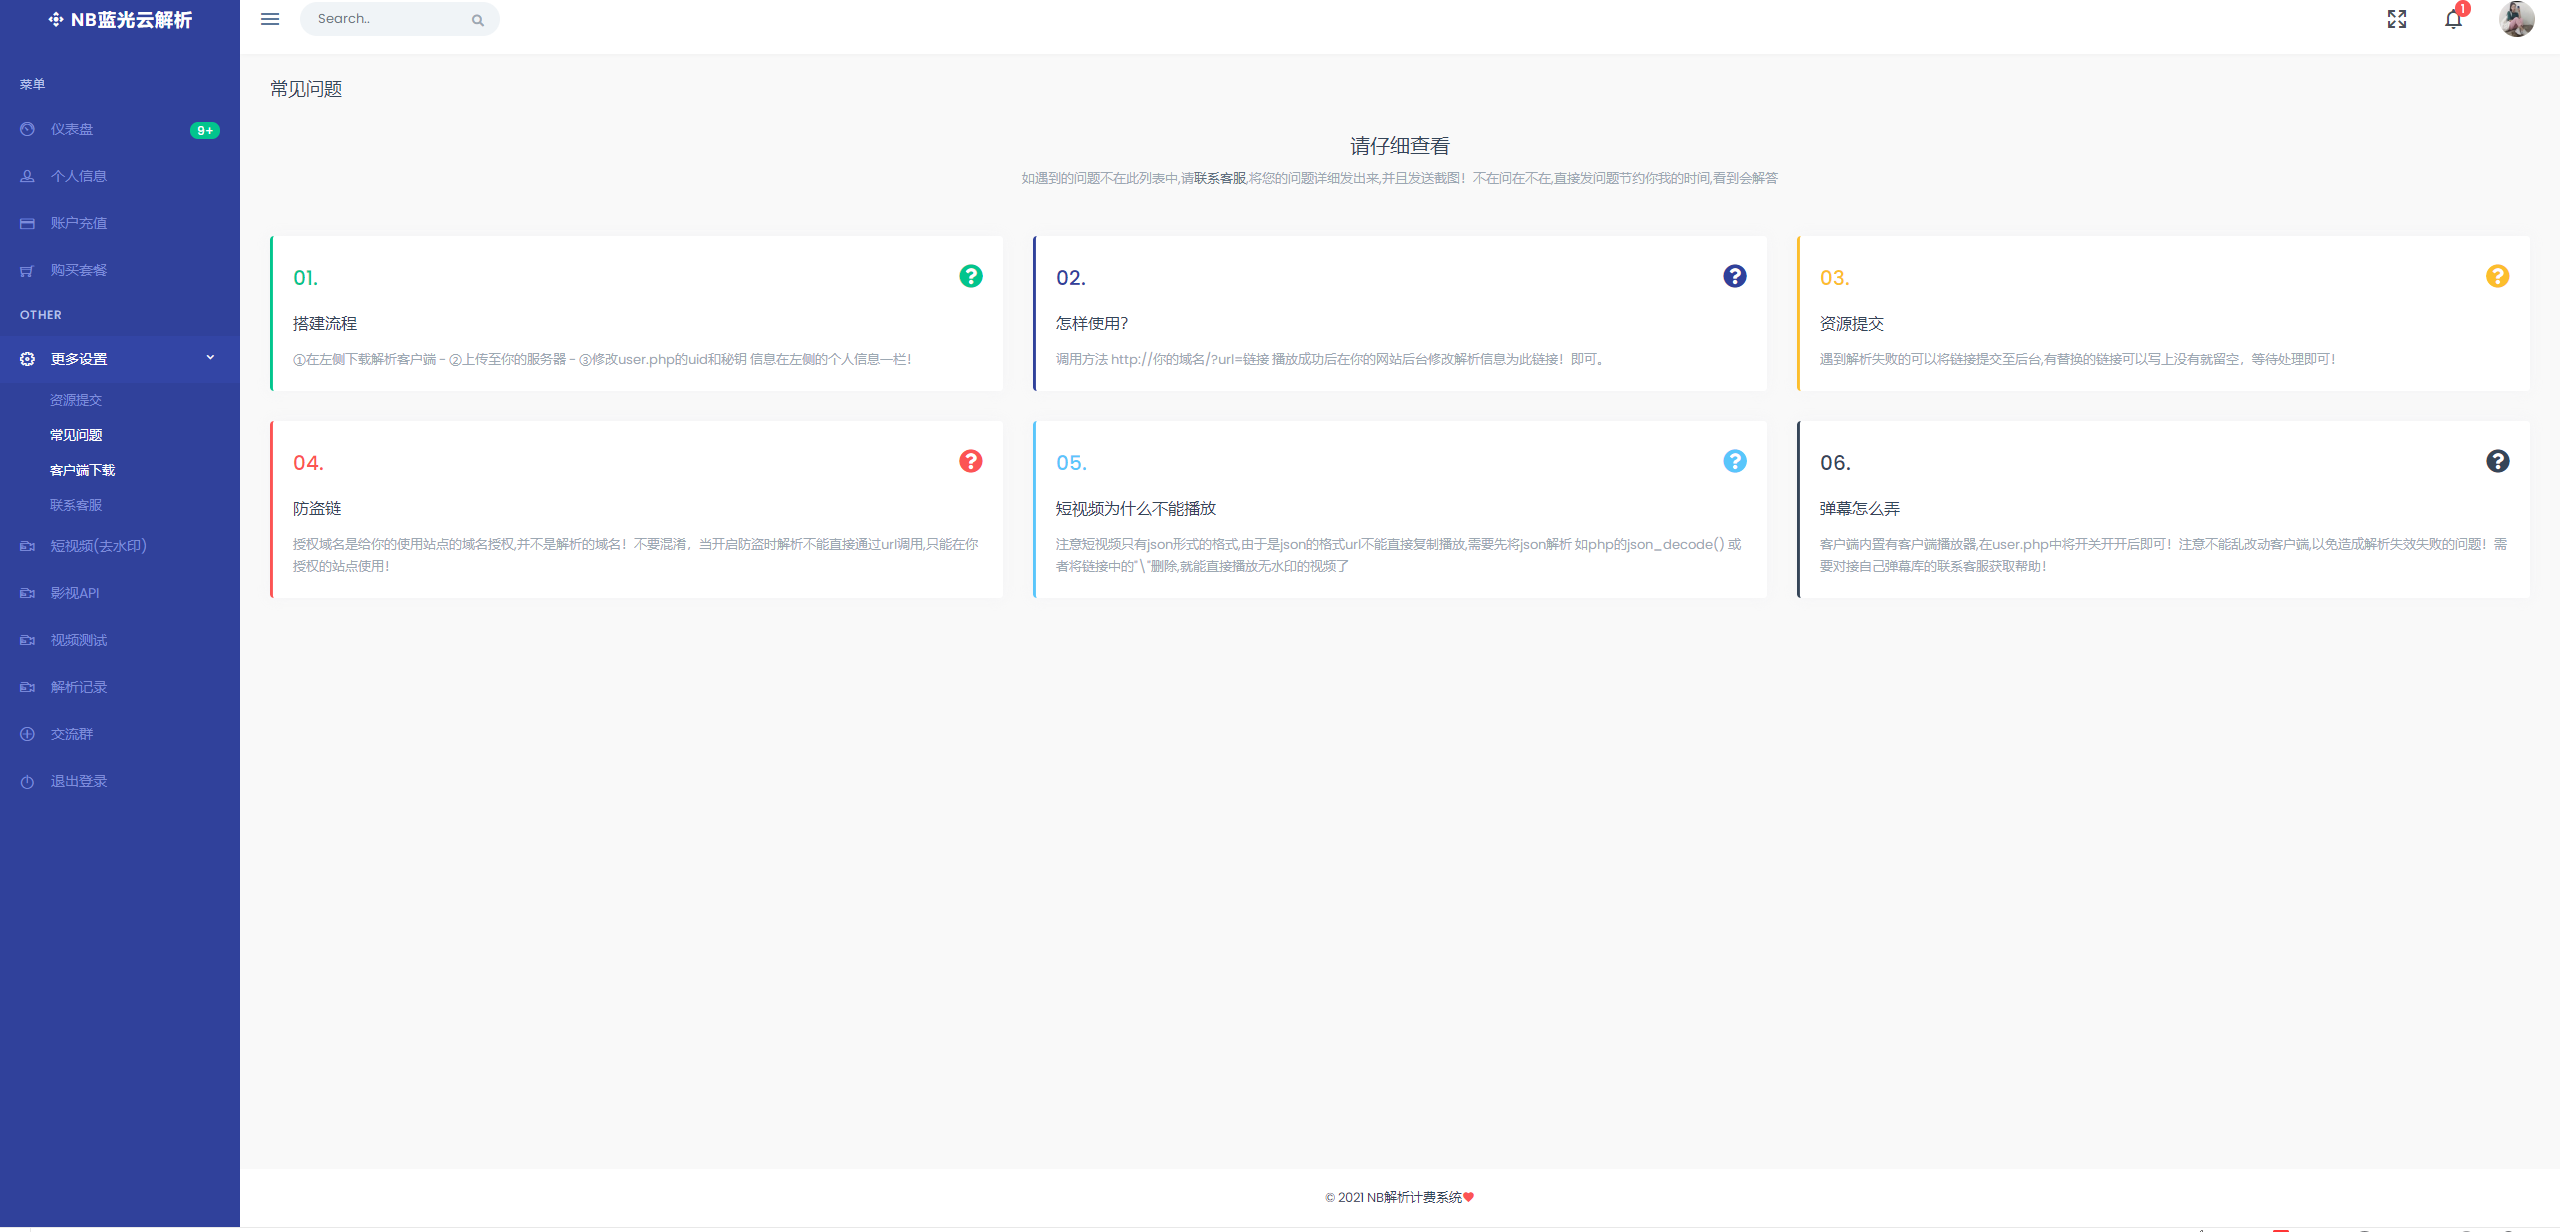 NB蓝光云解析
Search..
1
菜单
仪表盘
9+
个人信息
账户充值
购买套餐
OTHER
更多设置
资源提交
常见问题
客户端下载
联系客服
短视频(去水印)
影视API
视频测试
解析记录
交流群
退出登录
常见问题
请仔细查看
如遇到的问题不在此列表中,请联系客服,将您的问题详细发出来,并且发送截图！不在问在不在,直接发问题节约你我的时间,看到会解答
01.
搭建流程
①在左侧下载解析客户端 - ②上传至你的服务器 - ③修改user.php的uid和秘钥 信息在左侧的个人信息一栏！
02.
怎样使用？
调用方法 http://你的域名/?url=链接 播放成功后在你的网站后台修改解析信息为此链接！即可。
03.
资源提交
遇到解析失败的可以将链接提交至后台,有替换的链接可以写上没有就留空，等待处理即可！
04.
防盗链
授权域名是给你的使用站点的域名授权,并不是解析的域名！不要混淆，当开启防盗时解析不能直接通过url调用,只能在你
授权的站点使用！
05.
短视频为什么不能播放
注意短视频只有json形式的格式,由于是json的格式url不能直接复制播放,需要先将json解析 如php的json_decode() 或
者将链接中的"\"删除,就能直接播放无水印的视频了
06.
弹幕怎么弄
客户端内置有客户端播放器,在user.php中将开关开开后即可！注意不能乱改动客户端,以免造成解析失效失败的问题！需
要对接自己弹幕库的联系客服获取帮助！
© 2021 NB解析计费系统